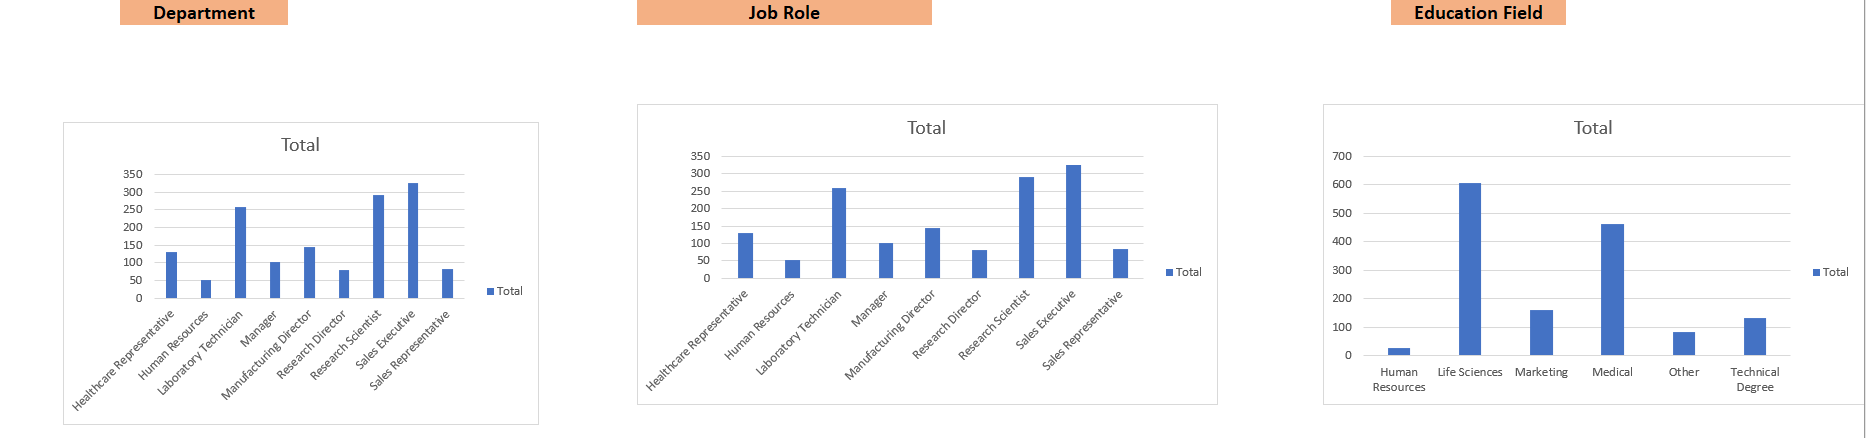 Department
Job Role
Education Field
Total
350
300
250
200
150
100
50
0
Healthcare Representative
Human Resources
Laboratory Technician
Manager
Manufacturing Director
Research Director
Research Scientist
Sales Executive
Sales Representative
Total
Total
350
300
250
200
150
100
50
0
Healthcare Representative
Human Resources
Laboratory Technician
Manager
Manufacturing Director
Research Director
Research Scientist
Sales Executive
Sales Representative
Total
Total
700
600
500
400
300
200
100
0
Human
Resources
Life Sciences
Marketing
Medical
Other
Technical
Degree
Total